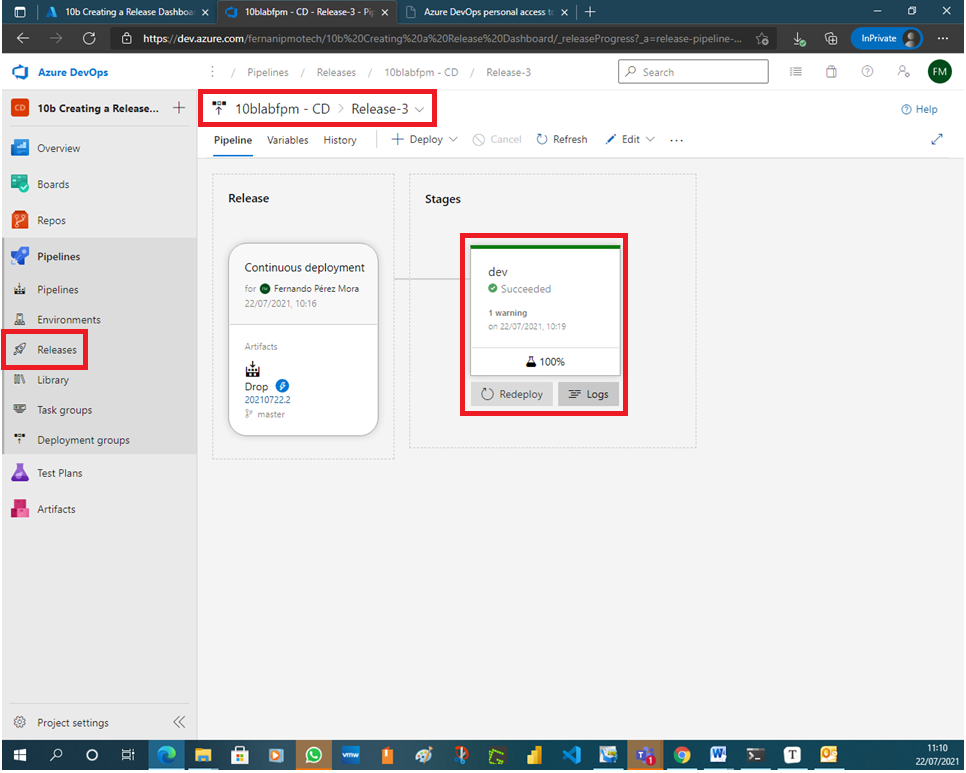 10b Creating a Release Dashboa
10blabfpm - CD - Release-3 - Pip
Azure DevOps personal access to
https://dev.azure.com/fernanipmotech/10b%20Creating%20a%20Release%20Dashboard/_releaseProgress?_a=release-pipeline-...
InPrivate
Azure DevOps
/ Pipelines / Releases / 10blabfpm - CD / Release-3
Search
FM
CD
10b Creating a Release...
10blabfpm - CD > Release-3
Help
Pipeline
Variables
History
Deploy
Cancel
Refresh
Edit
Overview
Boards
Repos
Pipelines
Pipelines
Environments
Releases
Library
Task groups
Deployment groups
Test Plans
Artifacts
Project settings
Release
Continuous deployment
for FM Fernando Pérez Mora
22/07/2021, 10:16
Artifacts
Drop
20210722.2
master
Stages
dev
Succeeded
1 warning
on 22/07/2021, 10:19
100%
Redeploy
Logs
vmw
1
W
T
11:10
22/07/2021